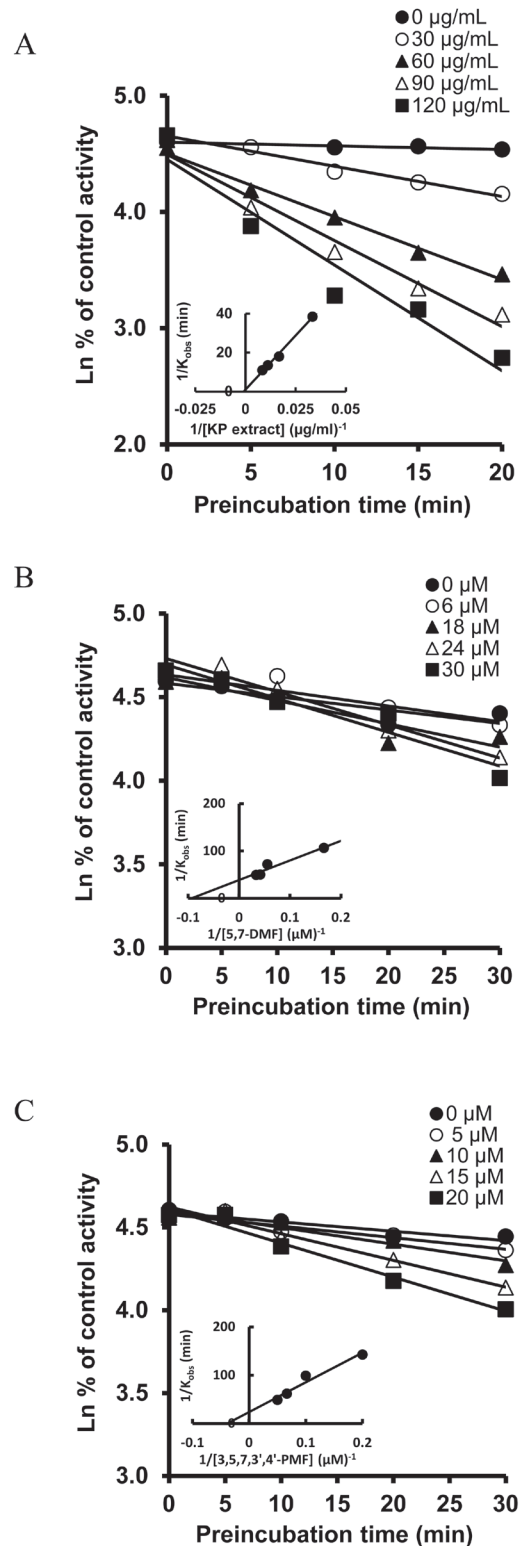 A
0 µg/mL
30 µg/mL
60 µg/mL
90 µg/mL
120 µg/mL
Ln % of control activity
5.0
4.0
3.0
2.0
0 5 10 15 20
Preincubation time (min)
1/Kobs (min)
40
20
0
-0.025 0 0.025 0.05
1/[KP extract] (µg/ml)-1
B
0 µM
6 µM
18 µM
24 µM
30 µM
Ln % of control activity
5.0
4.5
4.0
3.5
3.0
0 5 10 15 20 25 30
Preincubation time (min)
1/Kobs (min)
200
100
0
-0.1 0 0.1 0.2
1/[5,7-DMF] (µM)-1
C
0 µM
5 µM
10 µM
15 µM
20 µM
Ln % of control activity
5.0
4.5
4.0
3.5
3.0
0 5 10 15 20 25 30
Preincubation time (min)
1/Kobs (min)
200
100
0
-0.1 0 0.1 0.2
1/[3,5,7,3',4'-PMF] (µM)-1